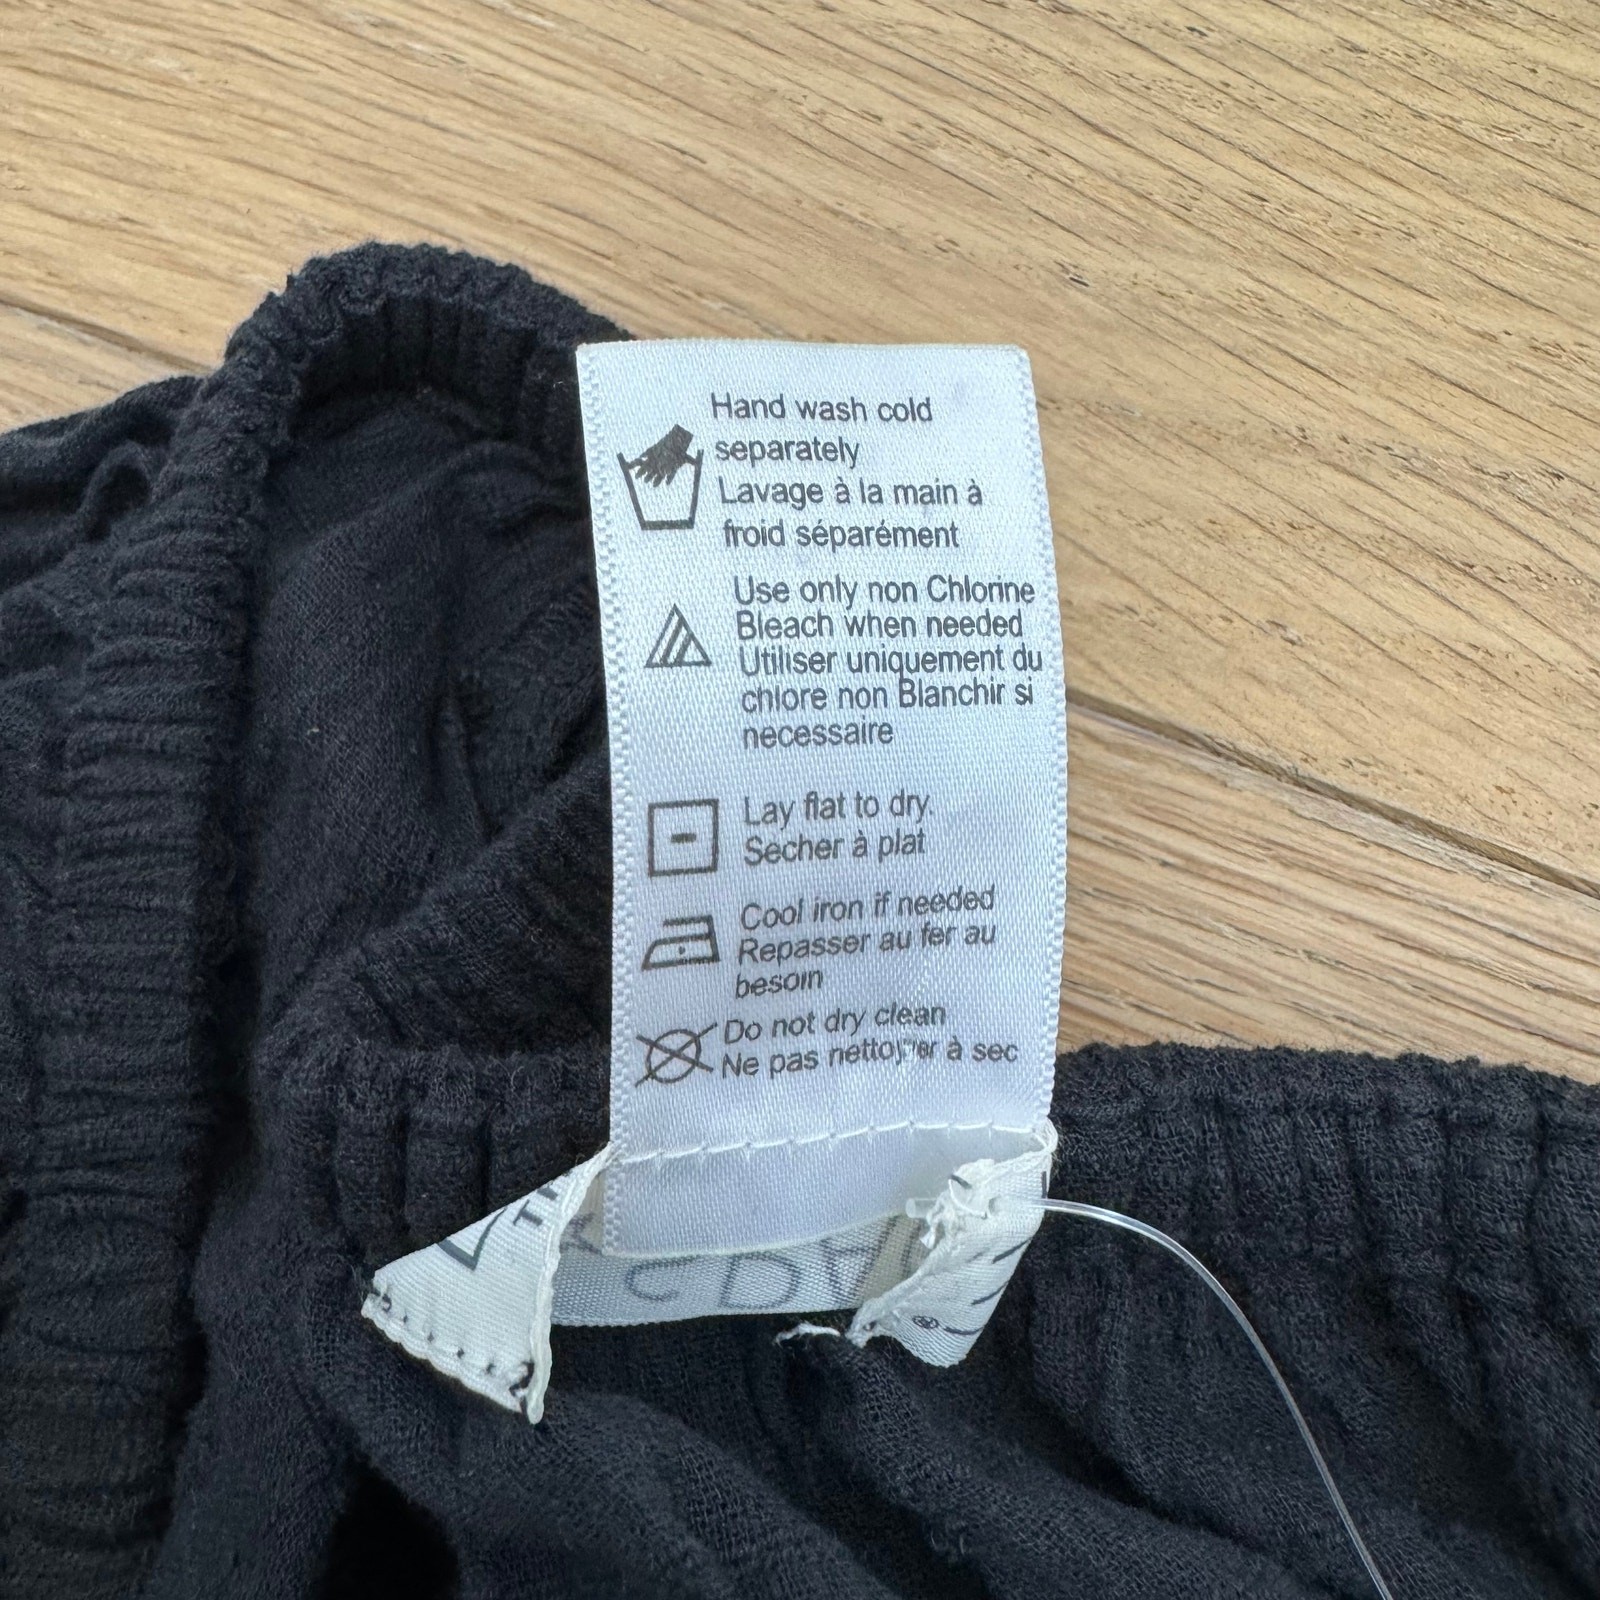 Hand wash cold
separately
Lavage à la main à
froid séparément
Use only non Chlorine
Bleach when needed
Utiliser uniquement du
chlore non Blanchir si
necessaire
Lay flat to dry.
Secher à plat
Cool iron if needed
Repasser au fer au
besoin
Do not dry clean
Ne pas nettoyer à sec